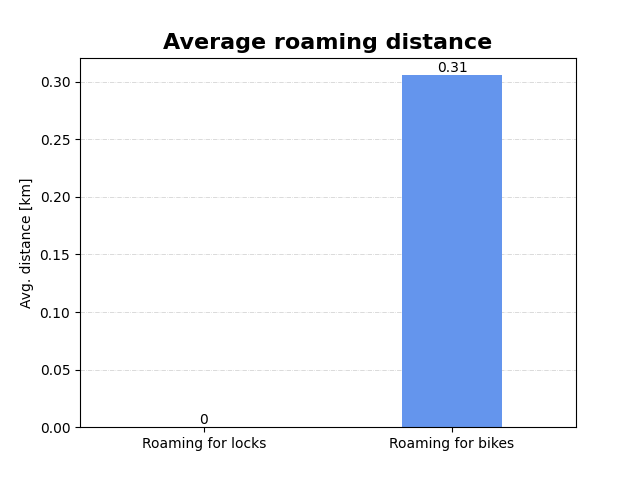 Average roaming distance
0.31
0.30
0.25
0.20
0.15
0.10
0.05
0.00
Avg. distance [km]
0
Roaming for locks
Roaming for bikes